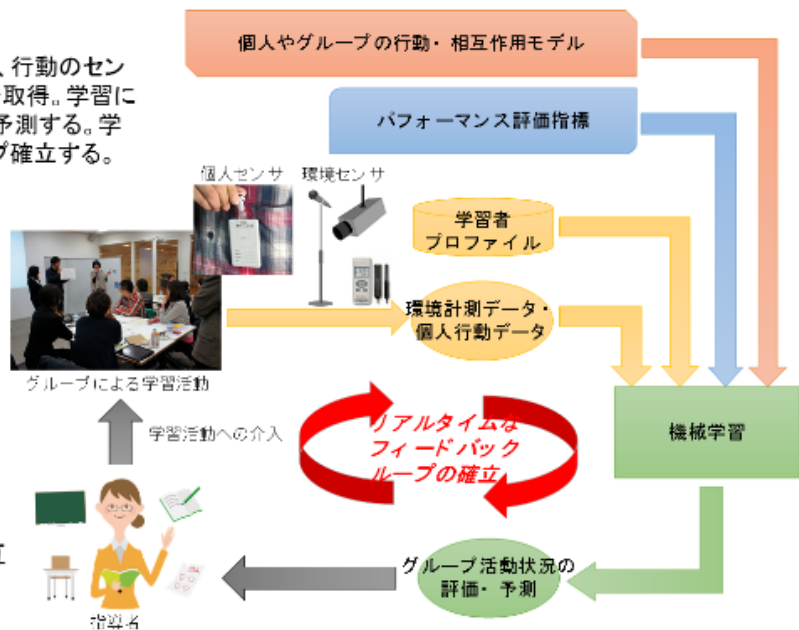 個人やグループの行動・相互作用モデル
、行動のセン
取得。学習に
予測する。学
プ確立する。
パフォーマンス評価指標
個人センサ 環境センサ
学習者
プロファイル
環境計測データ・
個人行動データ
グループによる学習活動
学習活動への介入
リアルタイムな
フィードバック
ループの確立
機械学習
グループ活動状況の
評価・予測
指導者